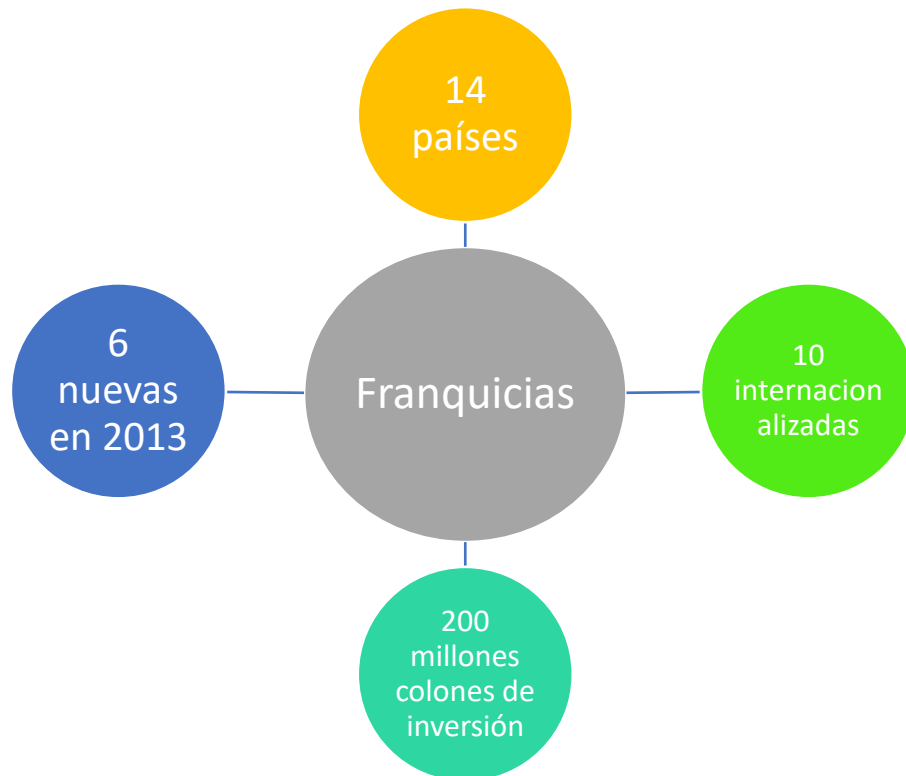 14
países
6
nuevas
en 2013
Franquicias
10
internacion
alizadas
200
millones
colones de
inversión